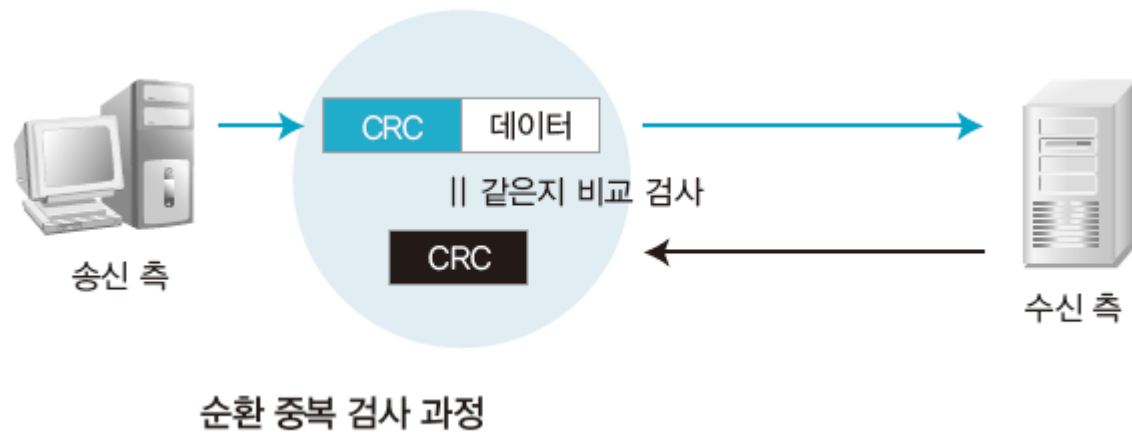 CRC 데이터
|| 같은지 비교 검사
CRC
송신 측
수신 측
순환 중복 검사 과정